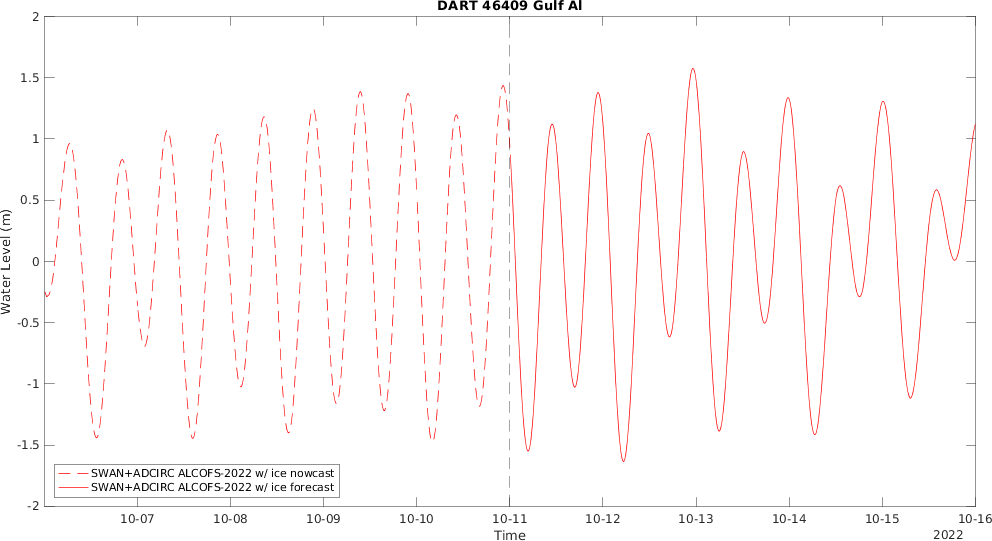 DART 46409 Gulf Al
2
1.5
1
0.5
0
-0.5
-1
-1.5
-2
Water Level (m)
SWAN+ADCIRC ALCOFS-2022 w/ ice nowcast
SWAN+ADCIRC ALCOFS-2022 w/ ice forecast
10-07 10-08 10-09 10-10 10-11 10-12 10-13 10-14 10-15 10-16
Time
2022